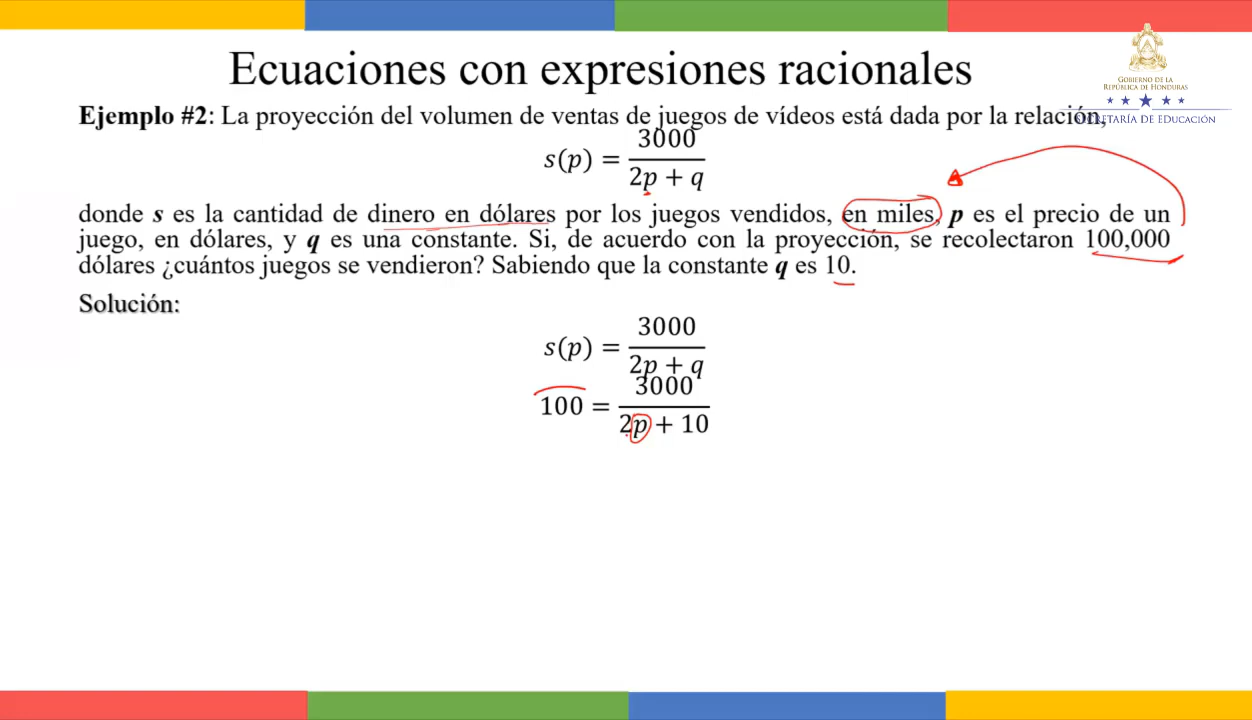 Ecuaciones con expresiones racionales
GOBIERNO DE LA
REPÚBLICA DE HONDURAS
SECRETARÍA DE EDUCACIÓN
Ejemplo #2: La proyección del volumen de ventas de juegos de vídeos está dada por la relación,
s(p) = 3000 / 2p + q
donde s es la cantidad de dinero en dólares por los juegos vendidos, en miles, p es el precio de un
juego, en dólares, y q es una constante. Si, de acuerdo con la proyección, se recolectaron 100,000
dólares ¿cuántos juegos se vendieron? Sabiendo que la constante q es 10.
Solución:
s(p) = 3000 / 2p + q
100 = 3000 / 2p + 10